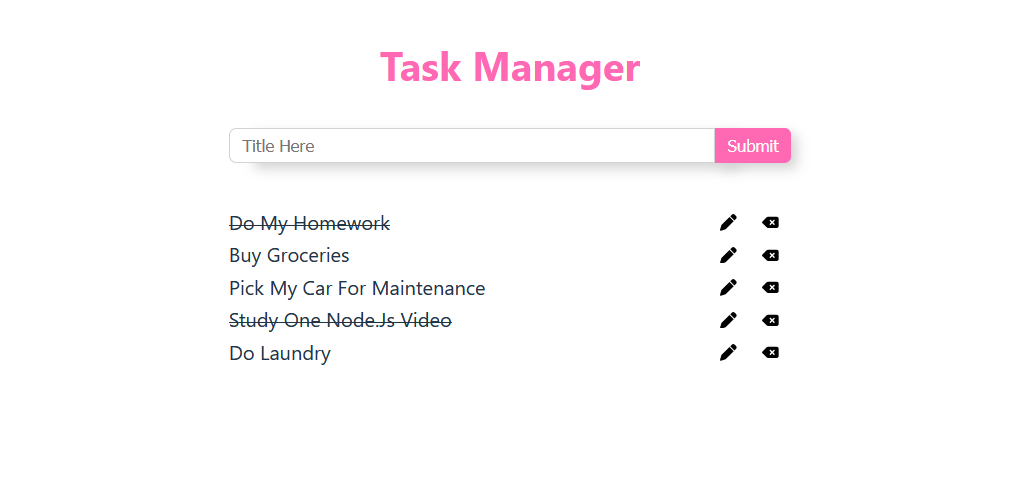 Task Manager
Title Here
Submit
Do My Homework
Buy Groceries
Pick My Car For Maintenance
Study One Node.Js Video
Do Laundry